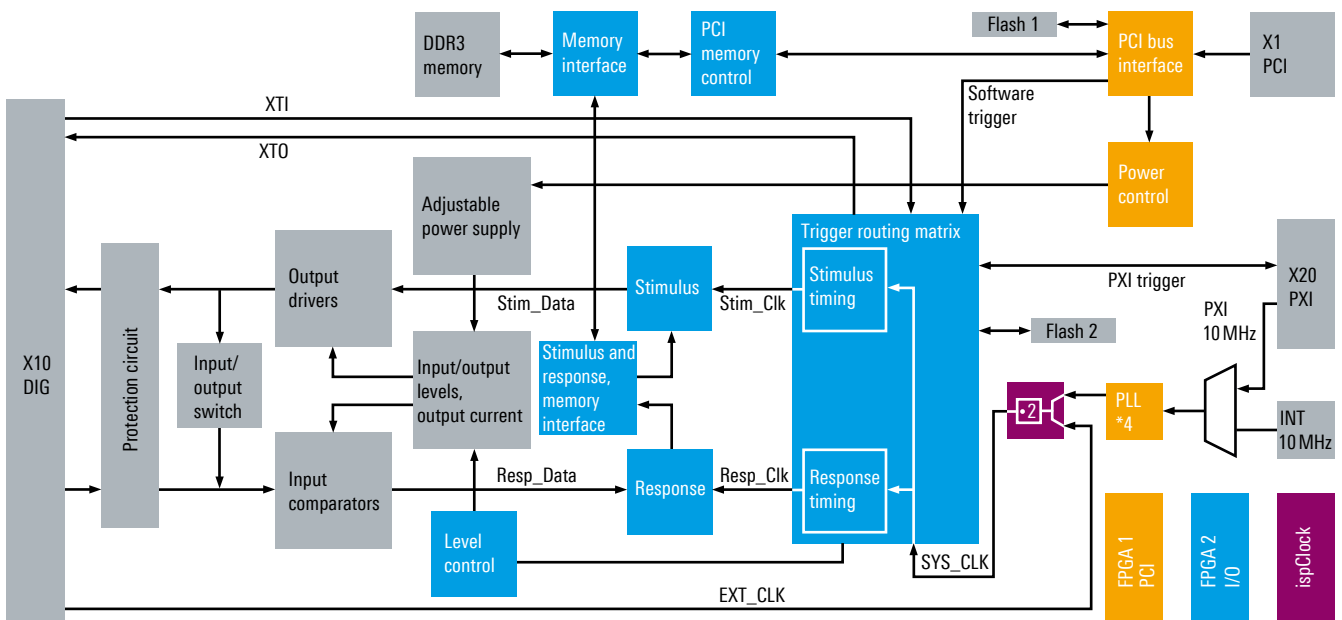 DDR3
memory
Memory
interface
PCI
memory
control
Flash 1
PCI bus
interface
X1
PCI
XTI
XTO
Software
trigger
Power
control
Adjustable
power supply
Trigger routing matrix
X10
DIG
Protection circuit
Output
drivers
Input/
output
switch
Stim_Data
Stimulus
Stim_Clk
Stimulus
timing
PXI trigger
X20
PXI
PXI
10 MHz
Flash 2
Input/output
levels,
output current
Stimulus and
response,
memory
interface
•2
PLL
*4
INT
10 MHz
Input
comparators
Resp_Data
Response
Resp_Clk
Response
timing
Level
control
SYS_CLK
EXT_CLK
FPGA 1
PCI
FPGA 2
I/O
ispClock